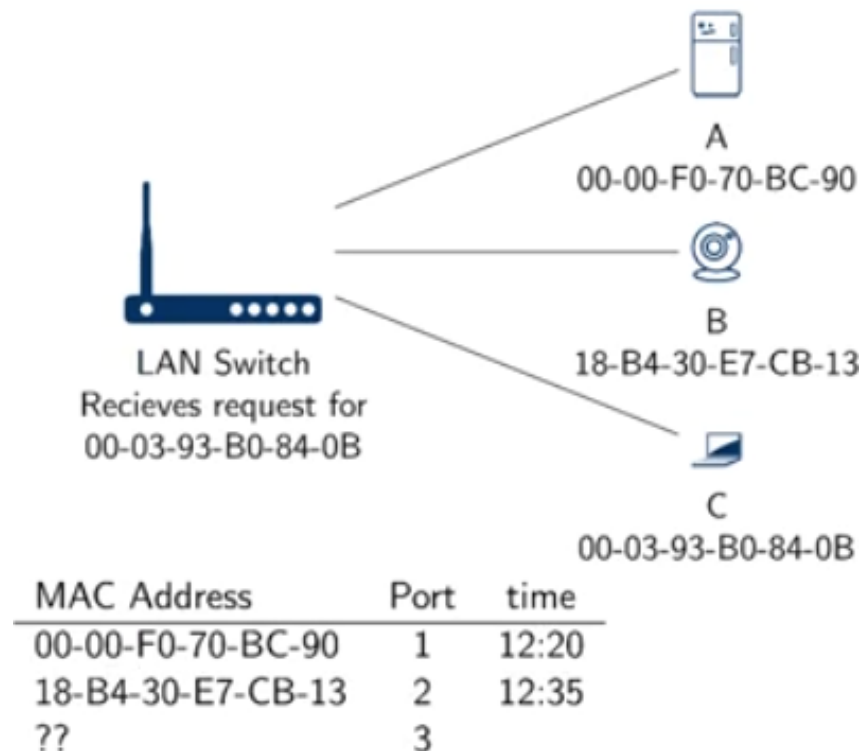 A
00-00-F0-70-BC-90
B
18-B4-30-E7-CB-13
LAN Switch
Recieves request for
00-03-93-B0-84-0B
C
00-03-93-B0-84-0B
MAC Address Port time
00-00-F0-70-BC-90 1 12:20
18-B4-30-E7-CB-13 2 12:35
?? 3